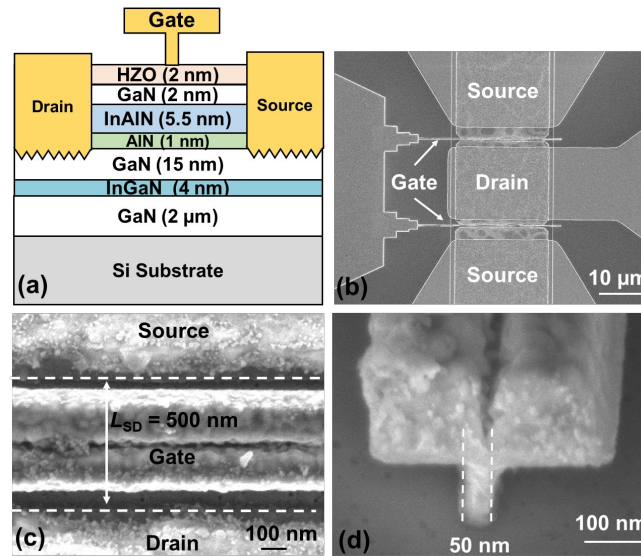 Gate
HZO (2 nm)
GaN (2 nm)
InAlN (5.5 nm)
AlN (1 nm)
Drain
Source
GaN (15 nm)
InGaN (4 nm)
GaN (2 μm)
Si Substrate
(a)
Source
Gate
Drain
Source
10 μm
(b)
Source
L_SD = 500 nm
Gate
Drain
100 nm
(c)
50 nm
100 nm
(d)